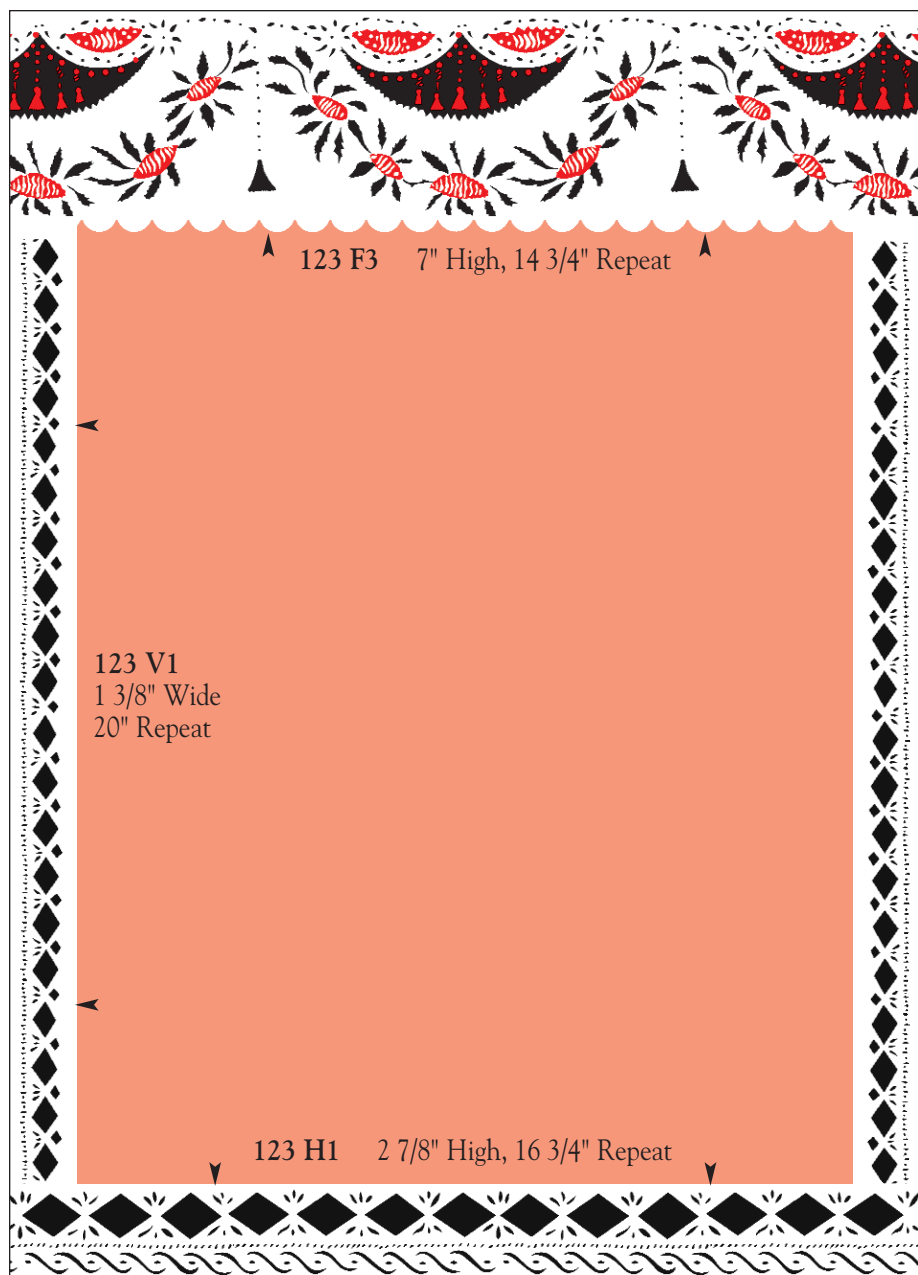 123 F3 7" High, 14 3/4" Repeat
123 V1
1 3/8" Wide
20" Repeat
123 H1 2 7/8" High, 16 3/4" Repeat